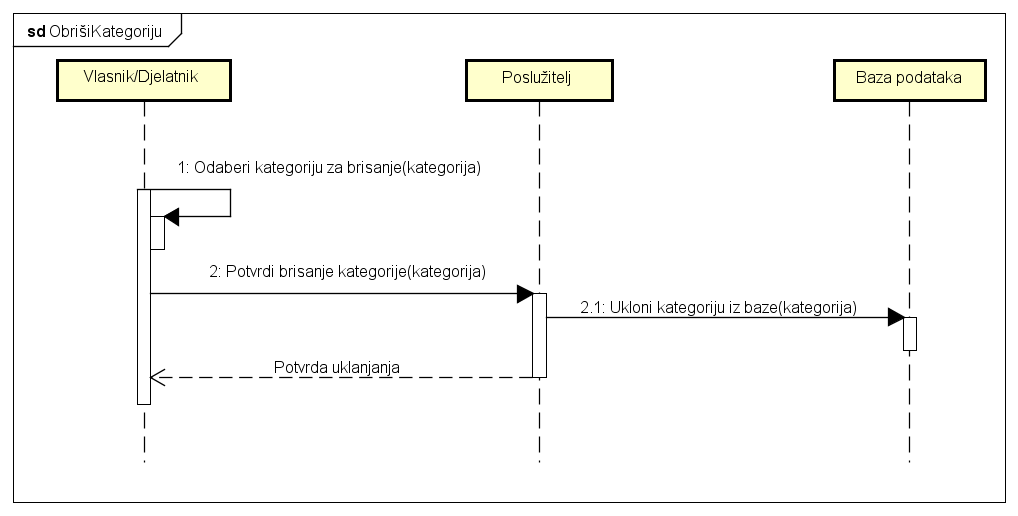 sd ObrišiKategoriju
Vlasnik/Djelatnik
Poslužitelj
Baza podataka
1: Odaberi kategoriju za brisanje(kategorija)
2: Potvrdi brisanje kategorije(kategorija)
2.1: Ukloni kategoriju iz baze(kategorija)
Potvrda uklanjanja